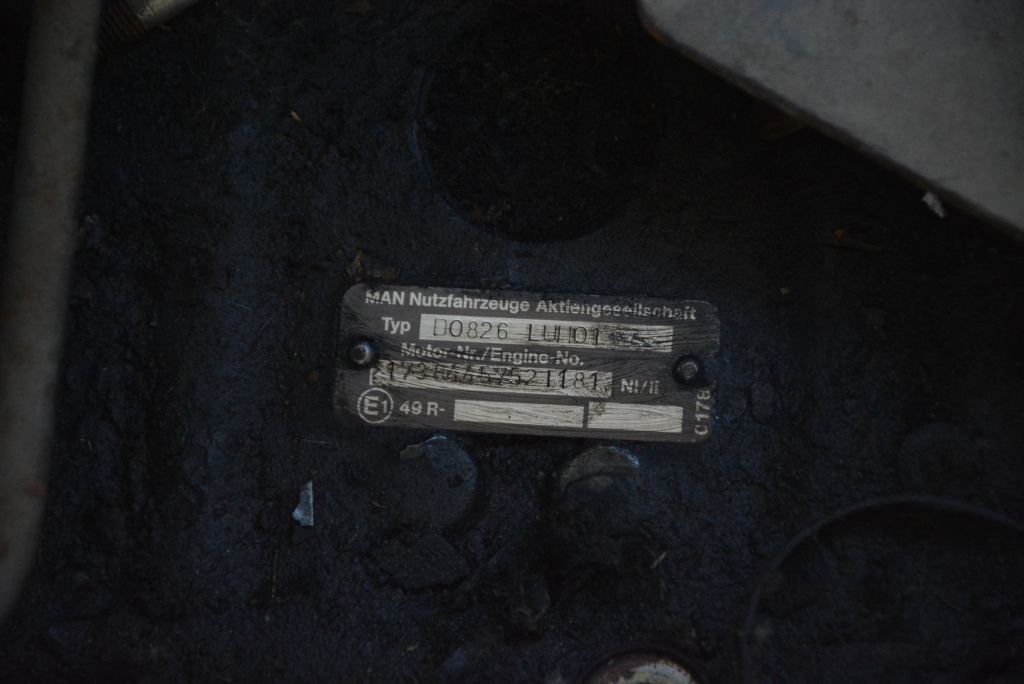 MAN Nutzfahrzeuge Aktiengesellschaft
Typ D0826 LUH01
Motor-Nr./Engine-No.
NI/II
E1 49 R-
0178